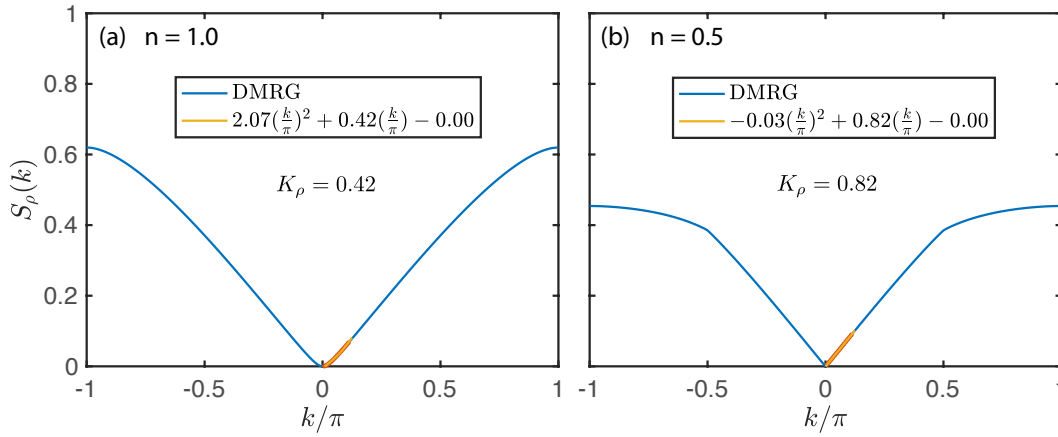 (a) n = 1.0
DMRG
2.07(k/π)² + 0.42(k/π) − 0.00
K_ρ = 0.42
S_ρ(k)
1
0.8
0.6
0.4
0.2
0
-1 -0.5 0 0.5 1
k/π
(b) n = 0.5
DMRG
−0.03(k/π)² + 0.82(k/π) − 0.00
K_ρ = 0.82
-1 -0.5 0 0.5 1
k/π